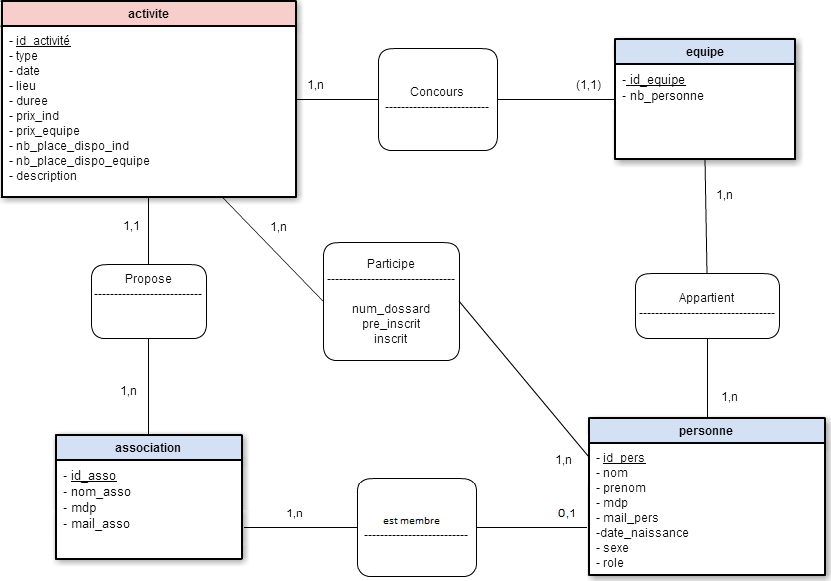 activite
- id_activité
- type
- date
- lieu
- duree
- prix_ind
- prix_equipe
- nb_place_dispo_ind
- nb_place_dispo_equipe
- description
1,n
Concours
(1,1)
equipe
- id_equipe
- nb_personne
1,1
1,n
1,n
Propose
Participe
num_dossard
pre_inscrit
inscrit
Appartient
1,n
1,n
1,n
association
- id_asso
- nom_asso
- mdp
- mail_asso
1,n
est membre
0,1
personne
- id_pers
- nom
- prenom
- mdp
- mail_pers
-date_naissance
- sexe
- role